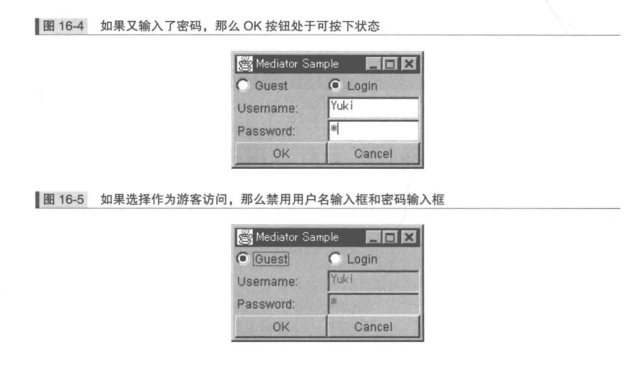 图 16-4 如果又输入了密码，那么 OK 按钮处于可按下状态
Mediator Sample
Guest Login
Username: Yuki
Password: *
OK Cancel
图 16-5 如果选择作为游客访问，那么禁用用户名输入框和密码输入框
Mediator Sample
Guest Login
Username: Yuki
Password: *
OK Cancel